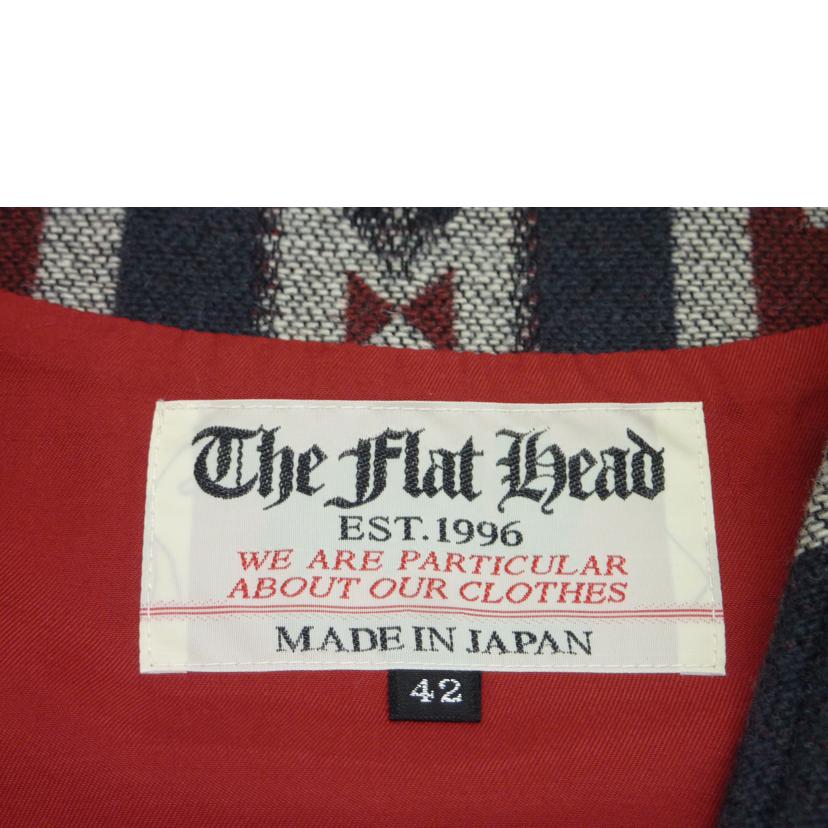 The Flat Head
EST.1996
WE ARE PARTICULAR
ABOUT OUR CLOTHES
MADE IN JAPAN
42